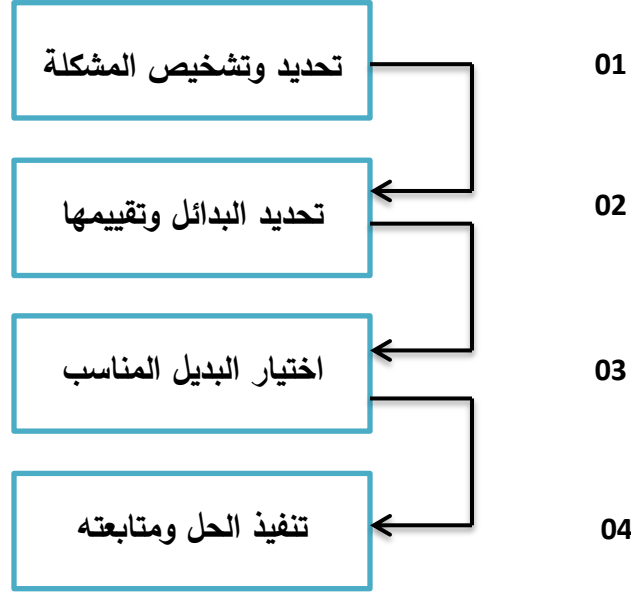 تحديد وتشخيص المشكلة
01
تحديد البدائل وتقييمها
02
اختيار البديل المناسب
03
تنفيذ الحل ومتابعته
04